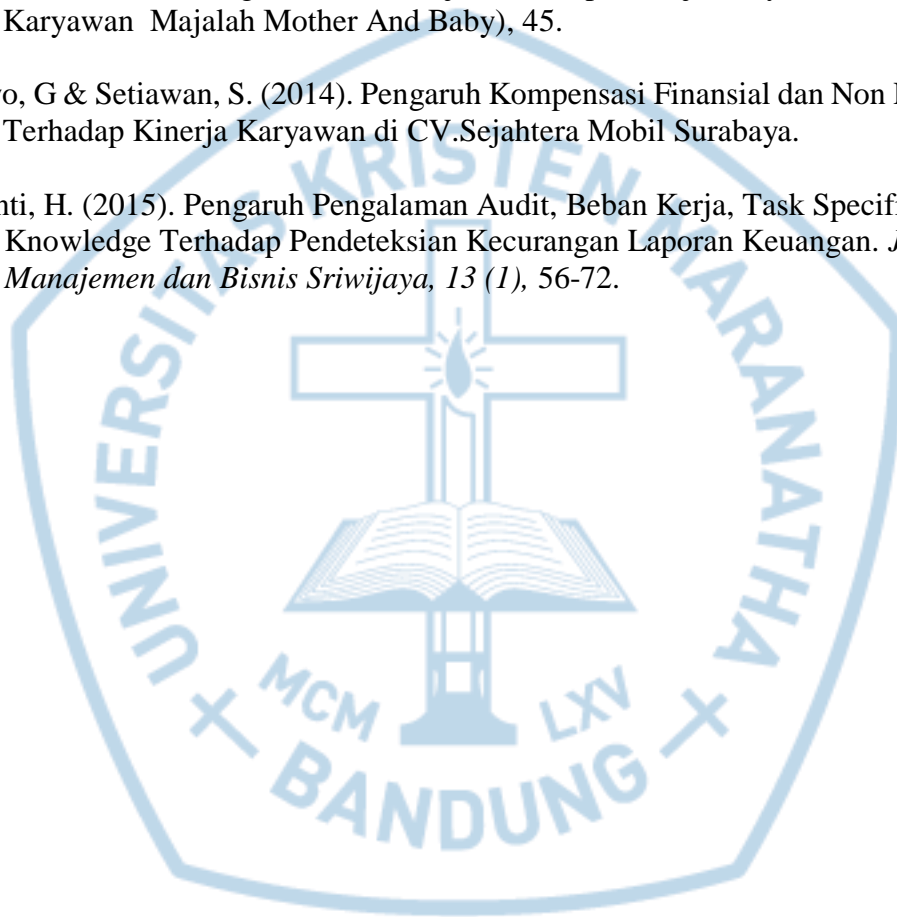 Karyawan Majalah Mother And Baby), 45.
o, G & Setiawan, S. (2014). Pengaruh Kompensasi Finansial dan Non
Terhadap Kinerja Karyawan di CV.Sejahtera Mobil Surabaya.
nti, H. (2015). Pengaruh Pengalaman Audit, Beban Kerja, Task Specifi
Knowledge Terhadap Pendeteksian Kecurangan Laporan Keuangan. J
Manajemen dan Bisnis Sriwijaya, 13 (1), 56-72.
UNIVERSITAS KRISTEN MARANATHA
MCM LXV
BANDUNG